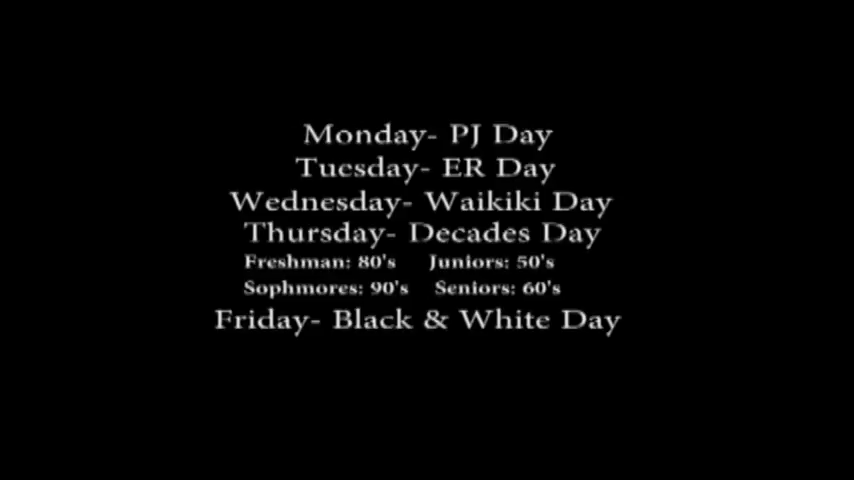 Monday- PJ Day
Tuesday- ER Day
Wednesday- Waikiki Day
Thursday- Decades Day
Freshman: 80's Juniors: 50's
Sophmores: 90's Seniors: 60's
Friday- Black & White Day